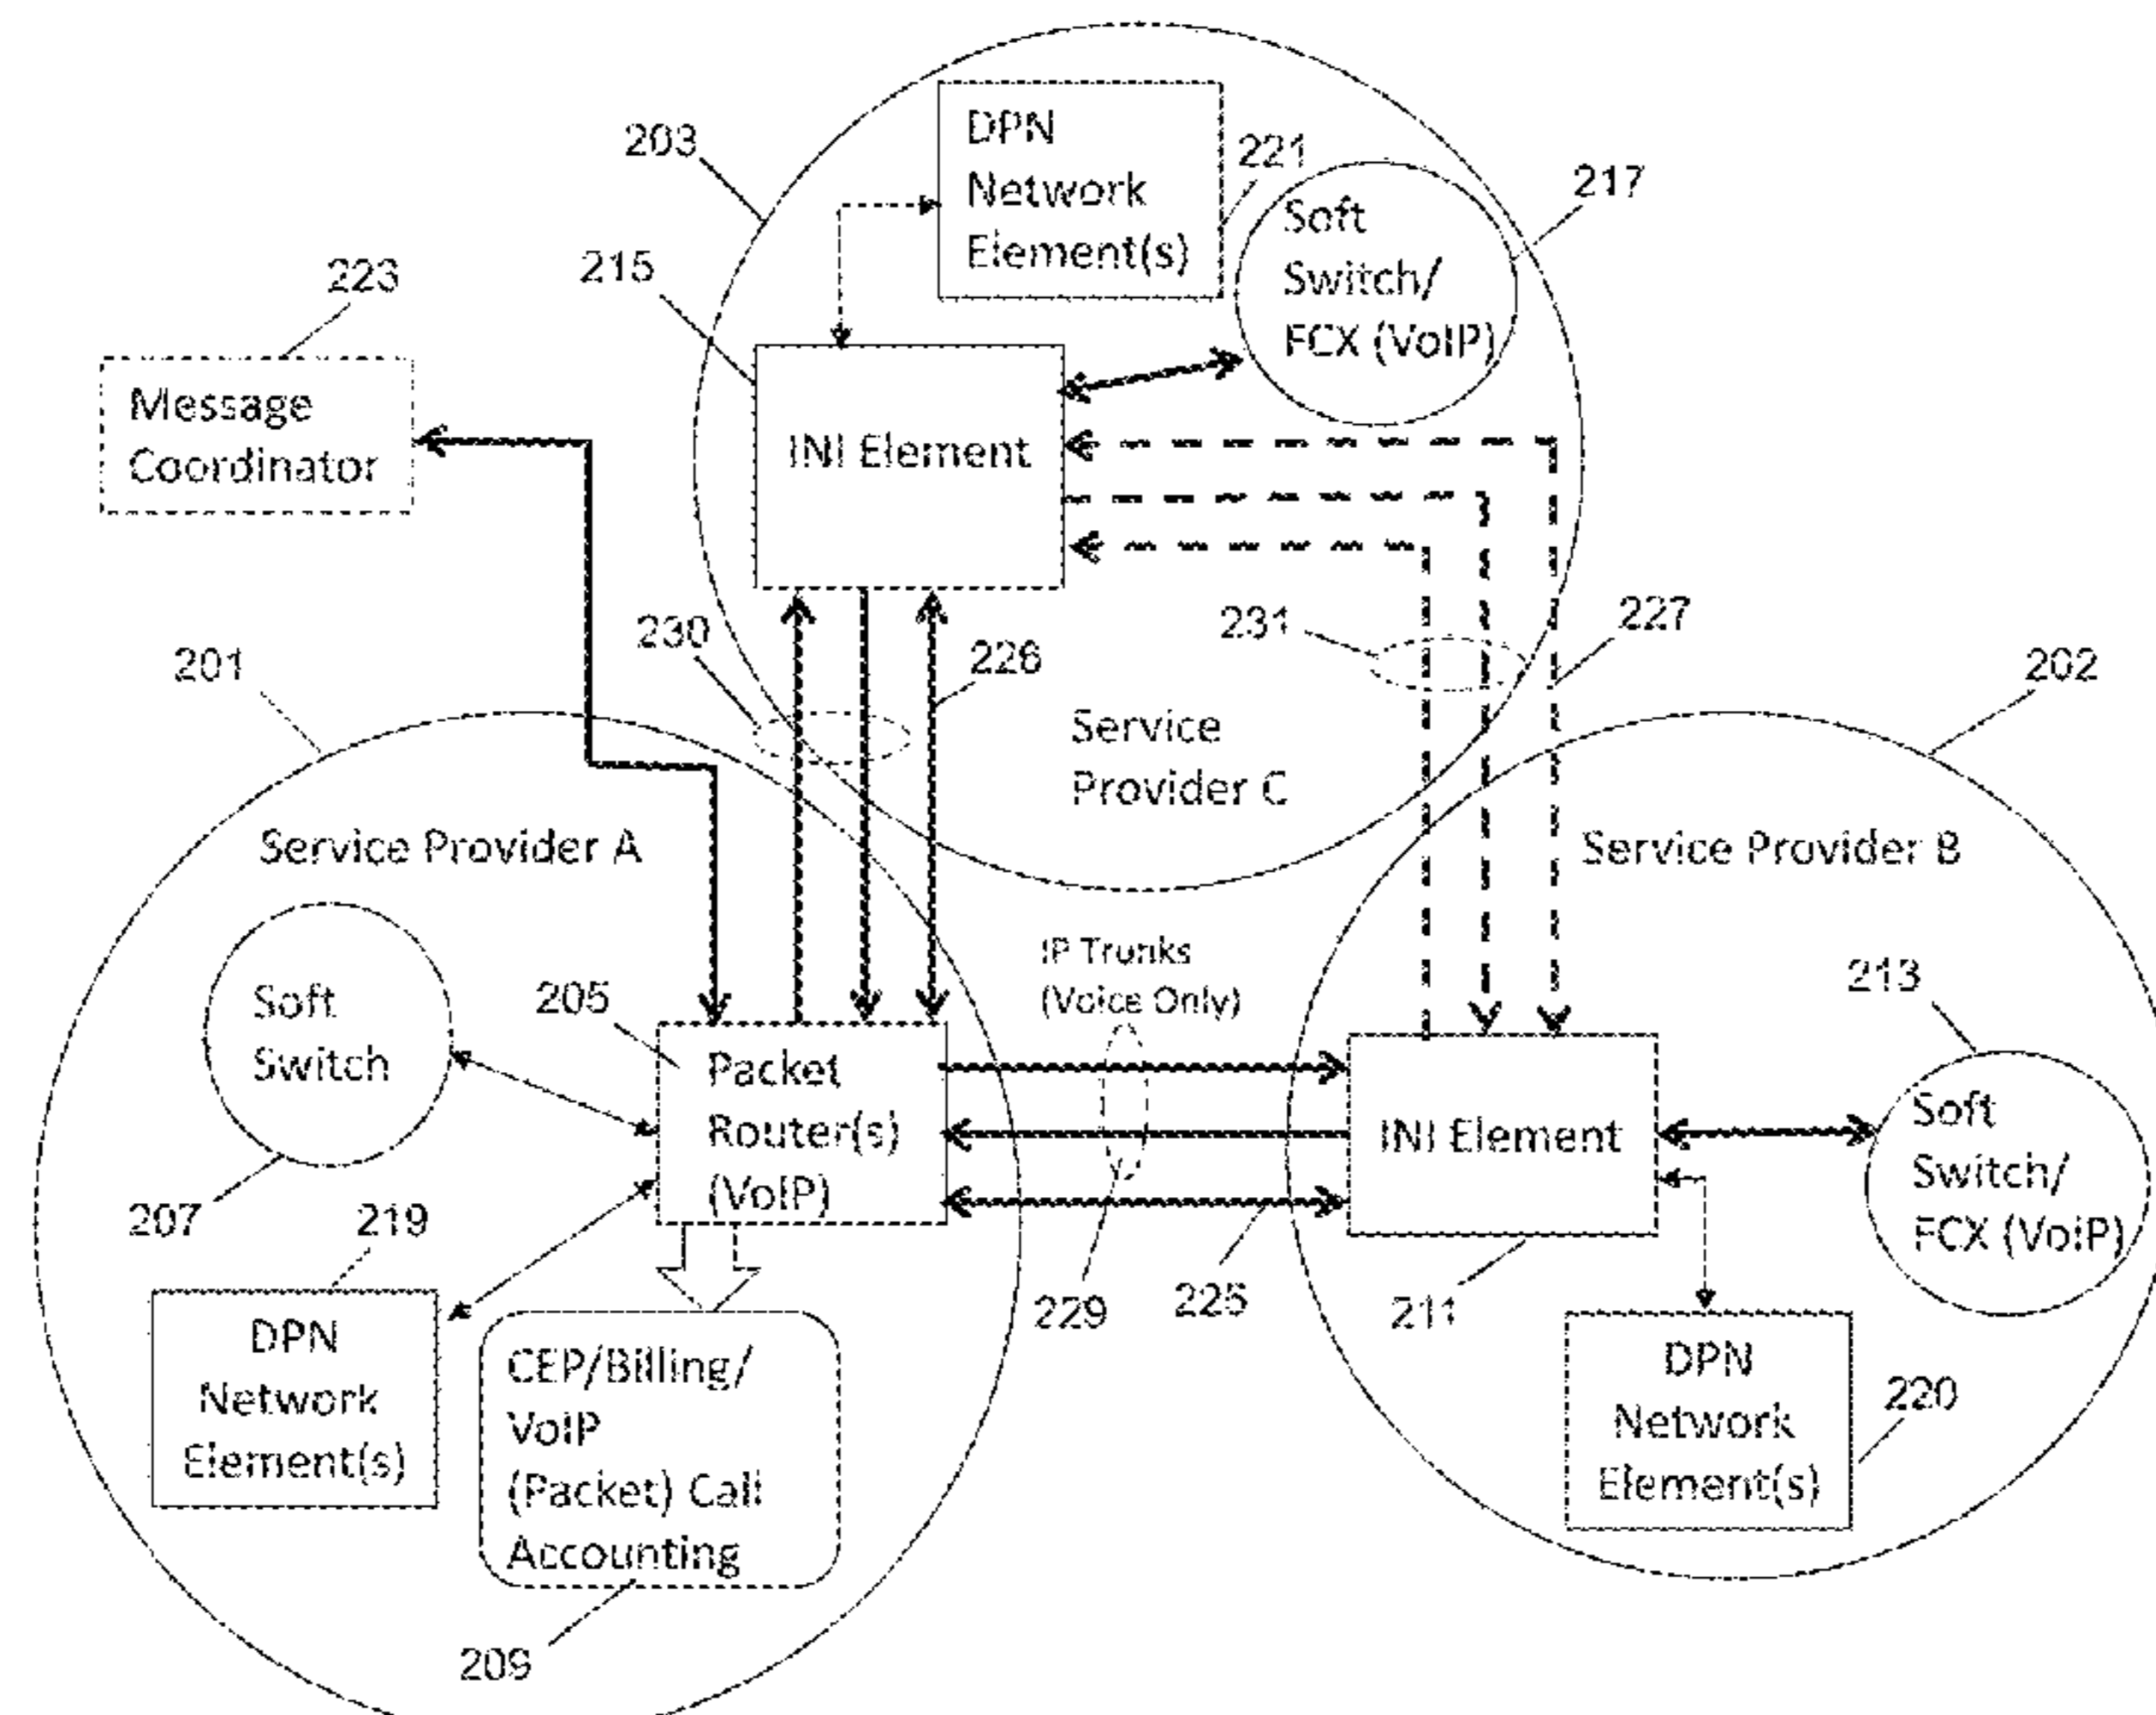 DPN
Network
Element(s)
203
221
217
Soft
Switch/
FCX (VoIP)
215
223
Message
Coordinator
INI Element
230
226
231
227
201
202
Service
Provider C
Service Provider A
Service Provider B
IP Trunks
(Voice Only)
Soft
Switch
205
213
Packet
Router(s)
(VoIP)
INI Element
Soft
Switch/
FCX (VoIP)
207
219
229
225
211
DPN
Network
Element(s)
CEP/Billing/
VoIP
(Packet) Call
Accounting
DPN
Network
Element(s)
220
209